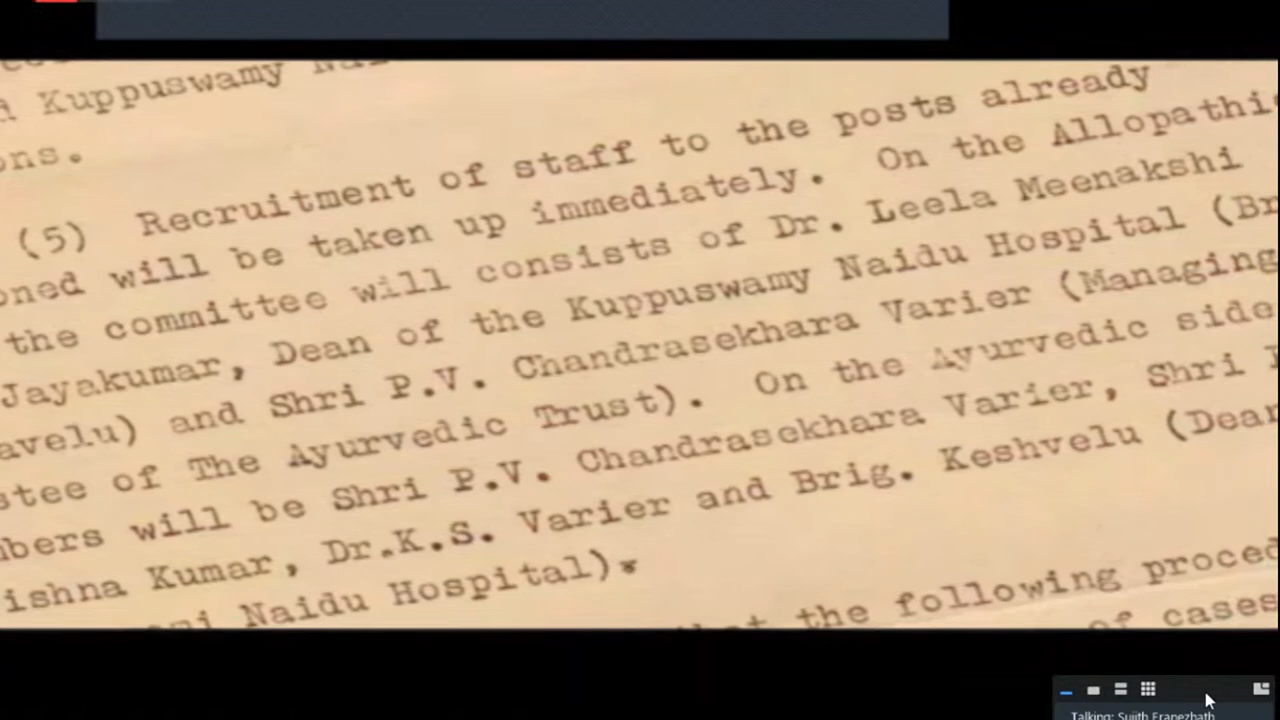 Kuppuswamy
ons.
(5) Recruitment of staff to the posts already
oned will be taken up immediately. On the Allopathi
the committee will consists of Dr. Leela Meenakshi
Jayakumar, Dean of the Kuppuswamy Naidu Hospital (Br
avelu) and Shri P.V. Chandrasekhara Varier (Managing
stee of The Ayurvedic Trust). On the Ayurvedic side
bers will be Shri P.V. Chandrasekhara Varier, Shri
ishna Kumar, Dr.K.S. Varier and Brig. Keshvelu (Dean
Naidu Hospital).
the following proced
of cases
Talking: Sujith Eranezhath